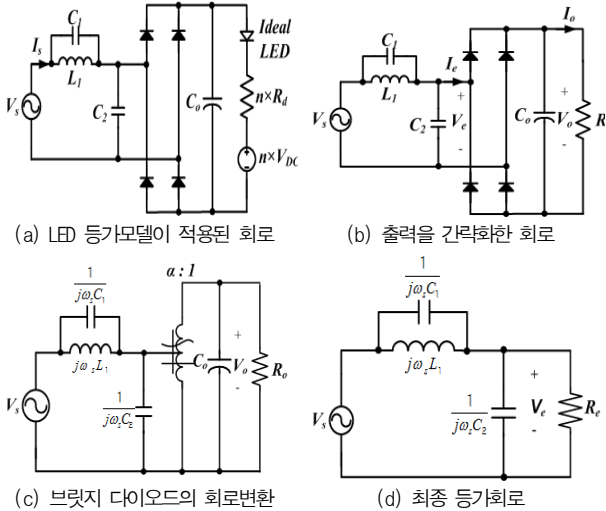 C₁
Iₛ
L₁
Vₛ
C₂
Cₒ
Ideal
LED
n×R_d
n×V_DC
(a) LED 등가모델이 적용된 회로
C₁
Iₑ
Iₒ
L₁
Vₛ
C₂
+
Vₑ
-
Cₒ
+
Vₒ
-
R
(b) 출력을 간략화한 회로
α : 1
1/jωₛC₁
jωₛL₁
Vₛ
1/jωₛC₂
Cₒ
+
Vₒ
-
Rₒ
(c) 브릿지 다이오드의 회로변환
1/jωₛC₁
jωₛL₁
Vₛ
1/jωₛC₂
+
Vₑ
-
Rₑ
(d) 최종 등가회로